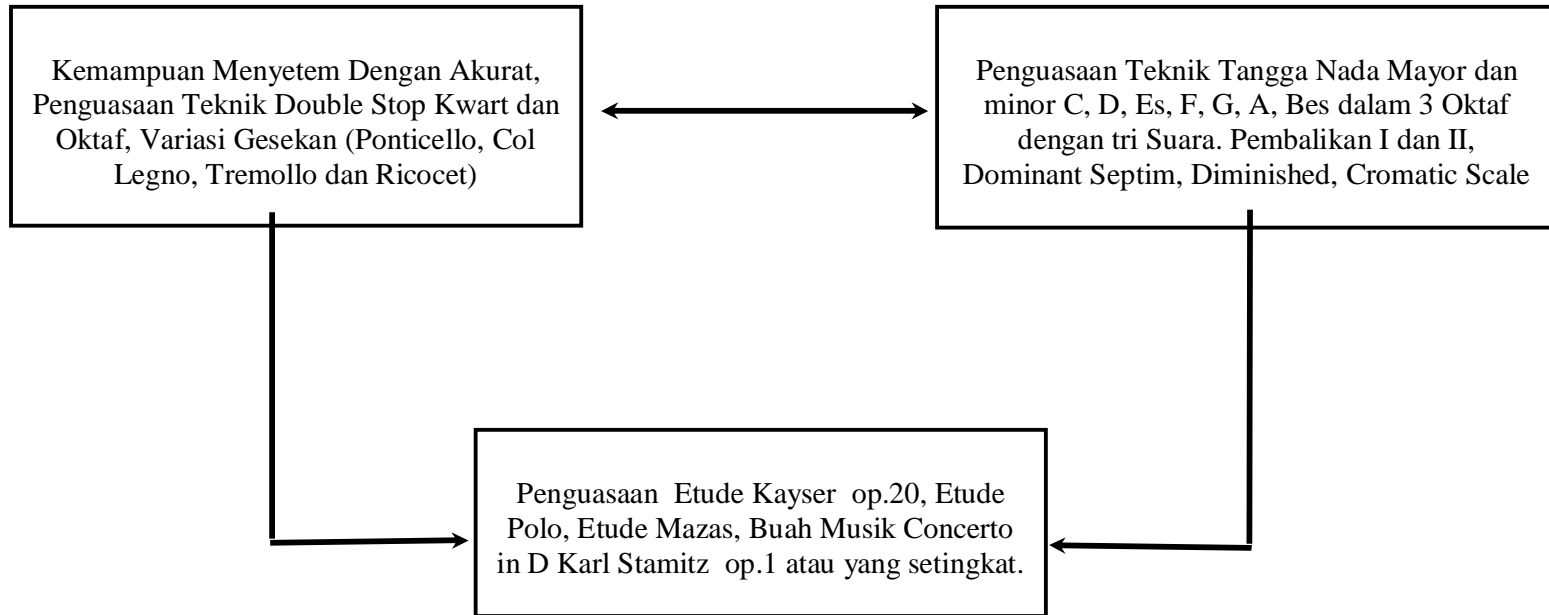 Kemampuan Menyetem Dengan Akurat,
Penguasaan Teknik Double Stop Kwart dan
Oktaf, Variasi Gesekan (Ponticello, Col
Legno, Tremollo dan Ricocet)
Penguasaan Teknik Tangga Nada Mayor dan
minor C, D, Es, F, G, A, Bes dalam 3 Oktaf
dengan tri Suara. Pembalikan I dan II,
Dominant Septim, Diminished, Cromatic Scale
Penguasaan Etude Kayser op.20, Etude
Polo, Etude Mazas, Buah Musik Concerto
in D Karl Stamitz op.1 atau yang setingkat.